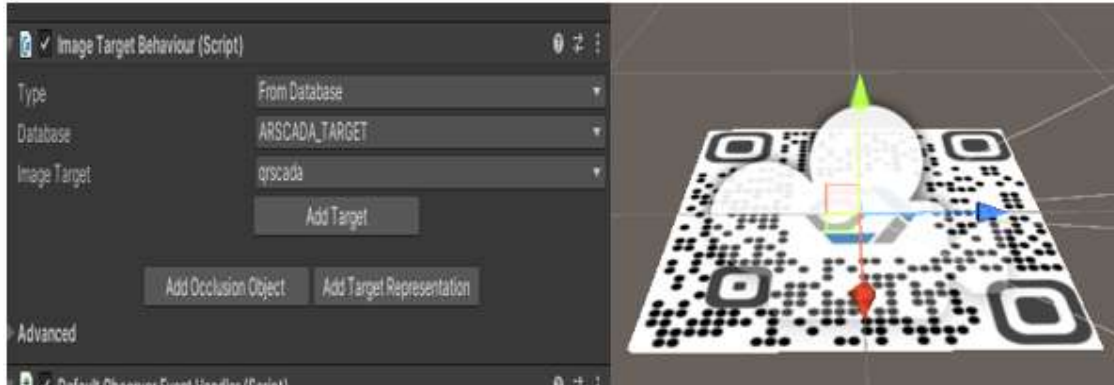 Image Target Behaviour (Script)
Type From Database
Database ARSCADA_TARGET
Image Target qrscada
Add Target
Add Occlusion Object Add Target Representation
Advanced
Default Observer Event Handler (Script)